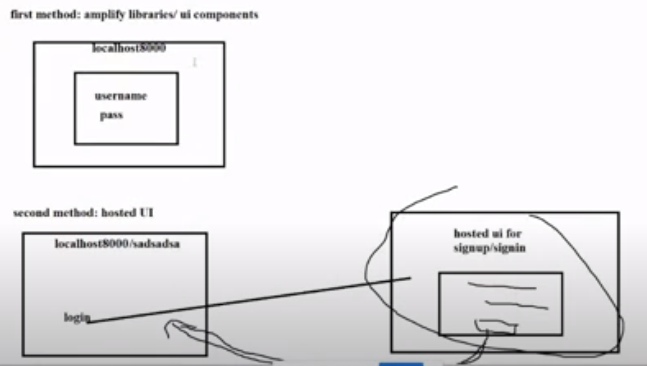 first method: amplify libraries/ ui components
localhost8000
username
pass
second method: hosted UI
localhost8000/sadsadsa
login
hosted ui for
signup/signin